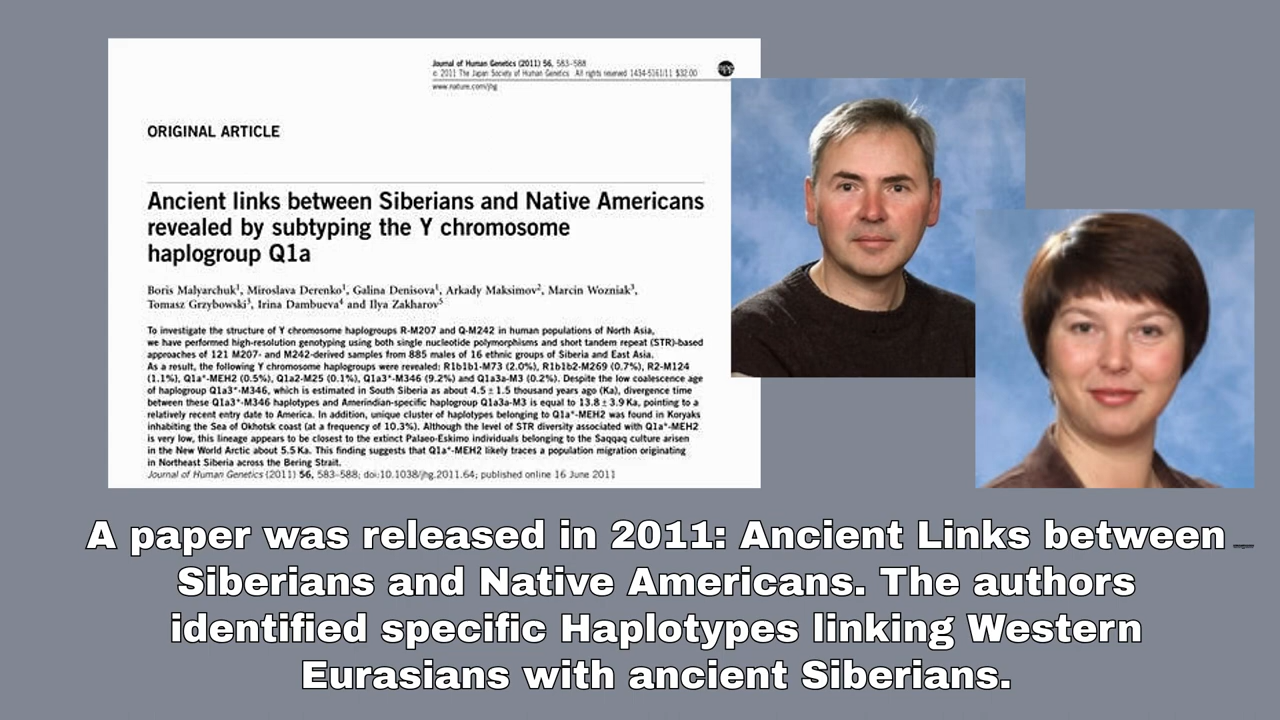 Journal of Human Genetics (2011) 56, 583–588
© 2011 The Japan Society of Human Genetics All rights reserved 1434-5161/11 $32.00
www.nature.com/jhg
ORIGINAL ARTICLE
Ancient links between Siberians and Native Americans
revealed by subtyping the Y chromosome
haplogroup Q1a
Boris Malyarchuk¹, Miroslava Derenko¹, Galina Denisova¹, Arkady Maksimov², Marcin Wozniak³,
Tomasz Grzybowski³, Irina Dambueva⁴ and Ilya Zakharov⁵
To investigate the structure of Y chromosome haplogroups R-M207 and Q-M242 in human populations of North Asia,
we have performed high-resolution genotyping using both single nucleotide polymorphisms and short tandem repeat (STR)-based
approaches of 121 M207- and M242-derived samples from 885 males of 16 ethnic groups of Siberia and East Asia.
As a result, the following Y chromosome haplogroups were revealed: R1b1b1-M73 (2.0%), R1b1b2-M269 (0.7%), R2-M124
(1.1%), Q1a*-MEH2 (0.5%), Q1a2-M25 (0.1%), Q1a3*-M346 (9.2%) and Q1a3a-M3 (0.2%). Despite the low coalescence age
of haplogroup Q1a3*-M346, which is estimated in South Siberia as about 4.5 ± 1.5 thousand years ago (Ka), divergence time
between these Q1a3*-M346 haplotypes and Amerindian-specific haplogroup Q1a3a-M3 is equal to 13.8 ± 3.9 Ka, pointing to a
relatively recent entry date to America. In addition, unique cluster of haplotypes belonging to Q1a*-MEH2 was found in Koryaks
inhabiting the Sea of Okhotsk coast (at a frequency of 10.3%). Although the level of STR diversity associated with Q1a*-MEH2
is very low, this lineage appears to be closest to the extinct Palaeo-Eskimo individuals belonging to the Saqqaq culture arisen
in the New World Arctic about 5.5 Ka. This finding suggests that Q1a*-MEH2 likely traces a population migration originating
in Northeast Siberia across the Bering Strait.
Journal of Human Genetics (2011) 56, 583–588; doi:10.1038/jhg.2011.64; published online 16 June 2011
A paper was released in 2011: Ancient Links between
Siberians and Native Americans. The authors
identified specific Haplotypes linking Western
Eurasians with ancient Siberians.